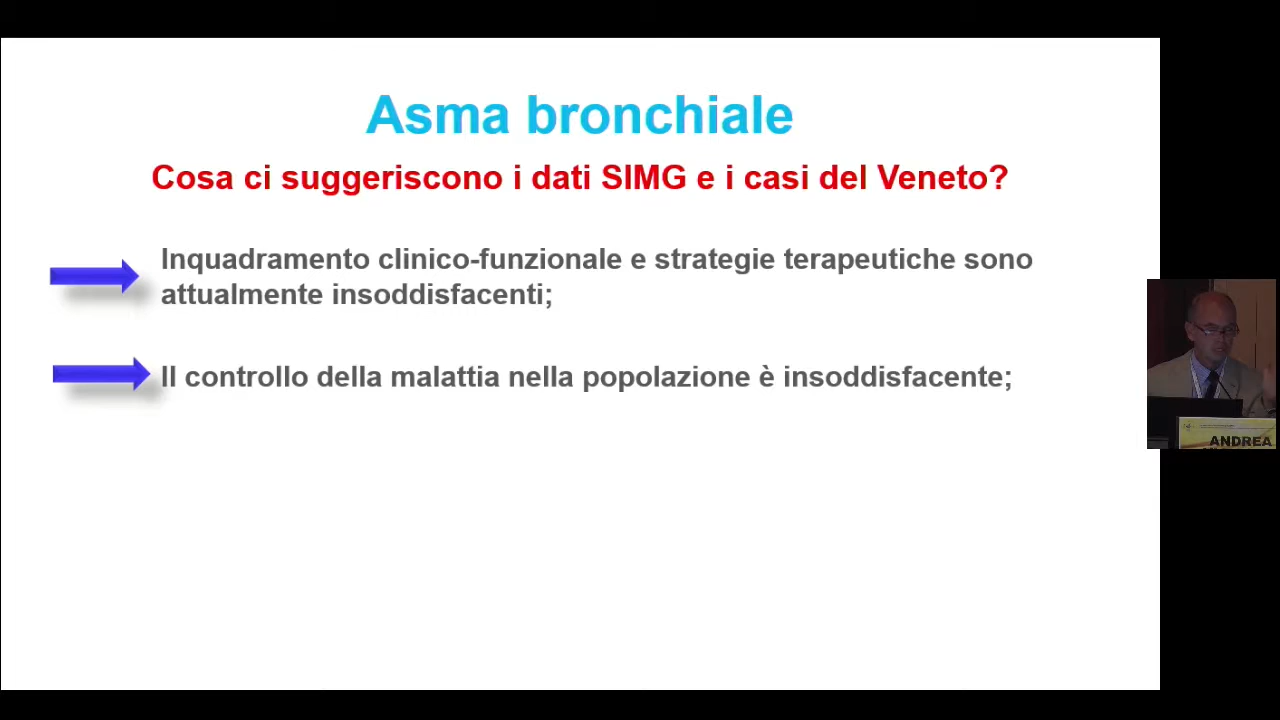 Asma bronchiale
Cosa ci suggeriscono i dati SIMG e i casi del Veneto?
Inquadramento clinico-funzionale e strategie terapeutiche sono
attualmente insoddisfacenti;
Il controllo della malattia nella popolazione è insoddisfacente;
ANDREA